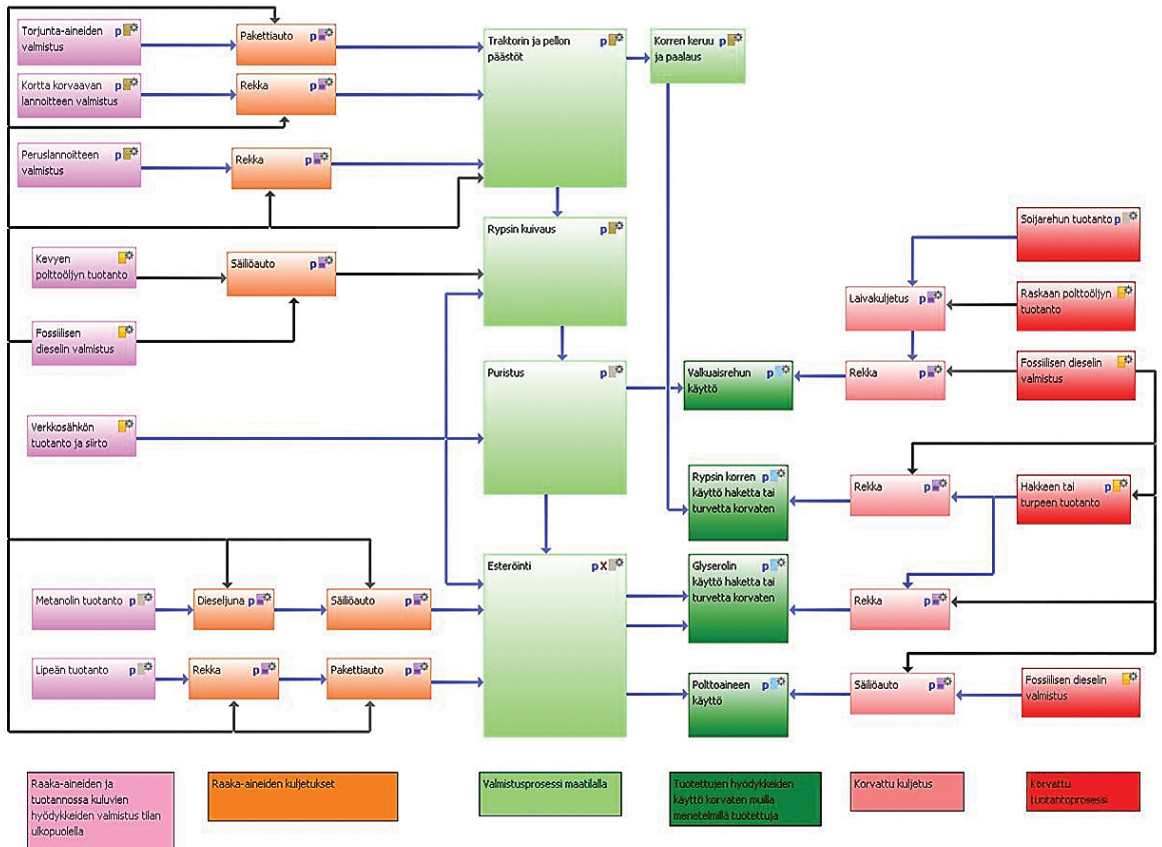 Torjunta-aineiden p
valmistus
Pakettiauto p
Traktorin ja pellon p
päästöt
Korren keruu p
ja paalaus
Kortta korvaavan p
lannoitteen valmistus
Rekka p
Peruslannoitteen p
valmistus
Rekka p
Rypsin kuivaus p
Soijarehun tuotanto p
Kevyen
polttoöljyn tuotanto
Säiliöauto p
Laivakuljetus p
Raskaan polttoöljyn
tuotanto
Fossiilisen
dieselin valmistus
Puristus p
Valkuaisrehun p
käyttö
Rekka p
Fossiilisen dieselin
valmistus
Verkkosähkön
tuotanto ja siirto
Rypsin korren p
käyttö haketta tai
turvetta korvaten
Rekka p
Hakkeen tai p
turpeen tuotanto
Esteröinti p X
Glyserolin p
käyttö haketta tai
turvetta korvaten
Rekka p
Metanolin tuotanto p
Dieseljuna p
Säiliöauto p
Lipeän tuotanto p
Rekka p
Pakettiauto p
Polttoaineen p
käyttö
Säiliöauto p
Fossiilisen dieselin
valmistus
Raaka-aineiden ja
tuotannossa kuluvien
hyödykkeiden valmistus tilan
ulkopuolella
Raaka-aineiden kuljetukset
Valmistusprosessi maatilalla
Tuotettujen hyödykkeiden
käyttö korvaten muilla
menetelmillä tuotettuja
Korvattu kuljetus
Korvattu
tuotantoprosessi